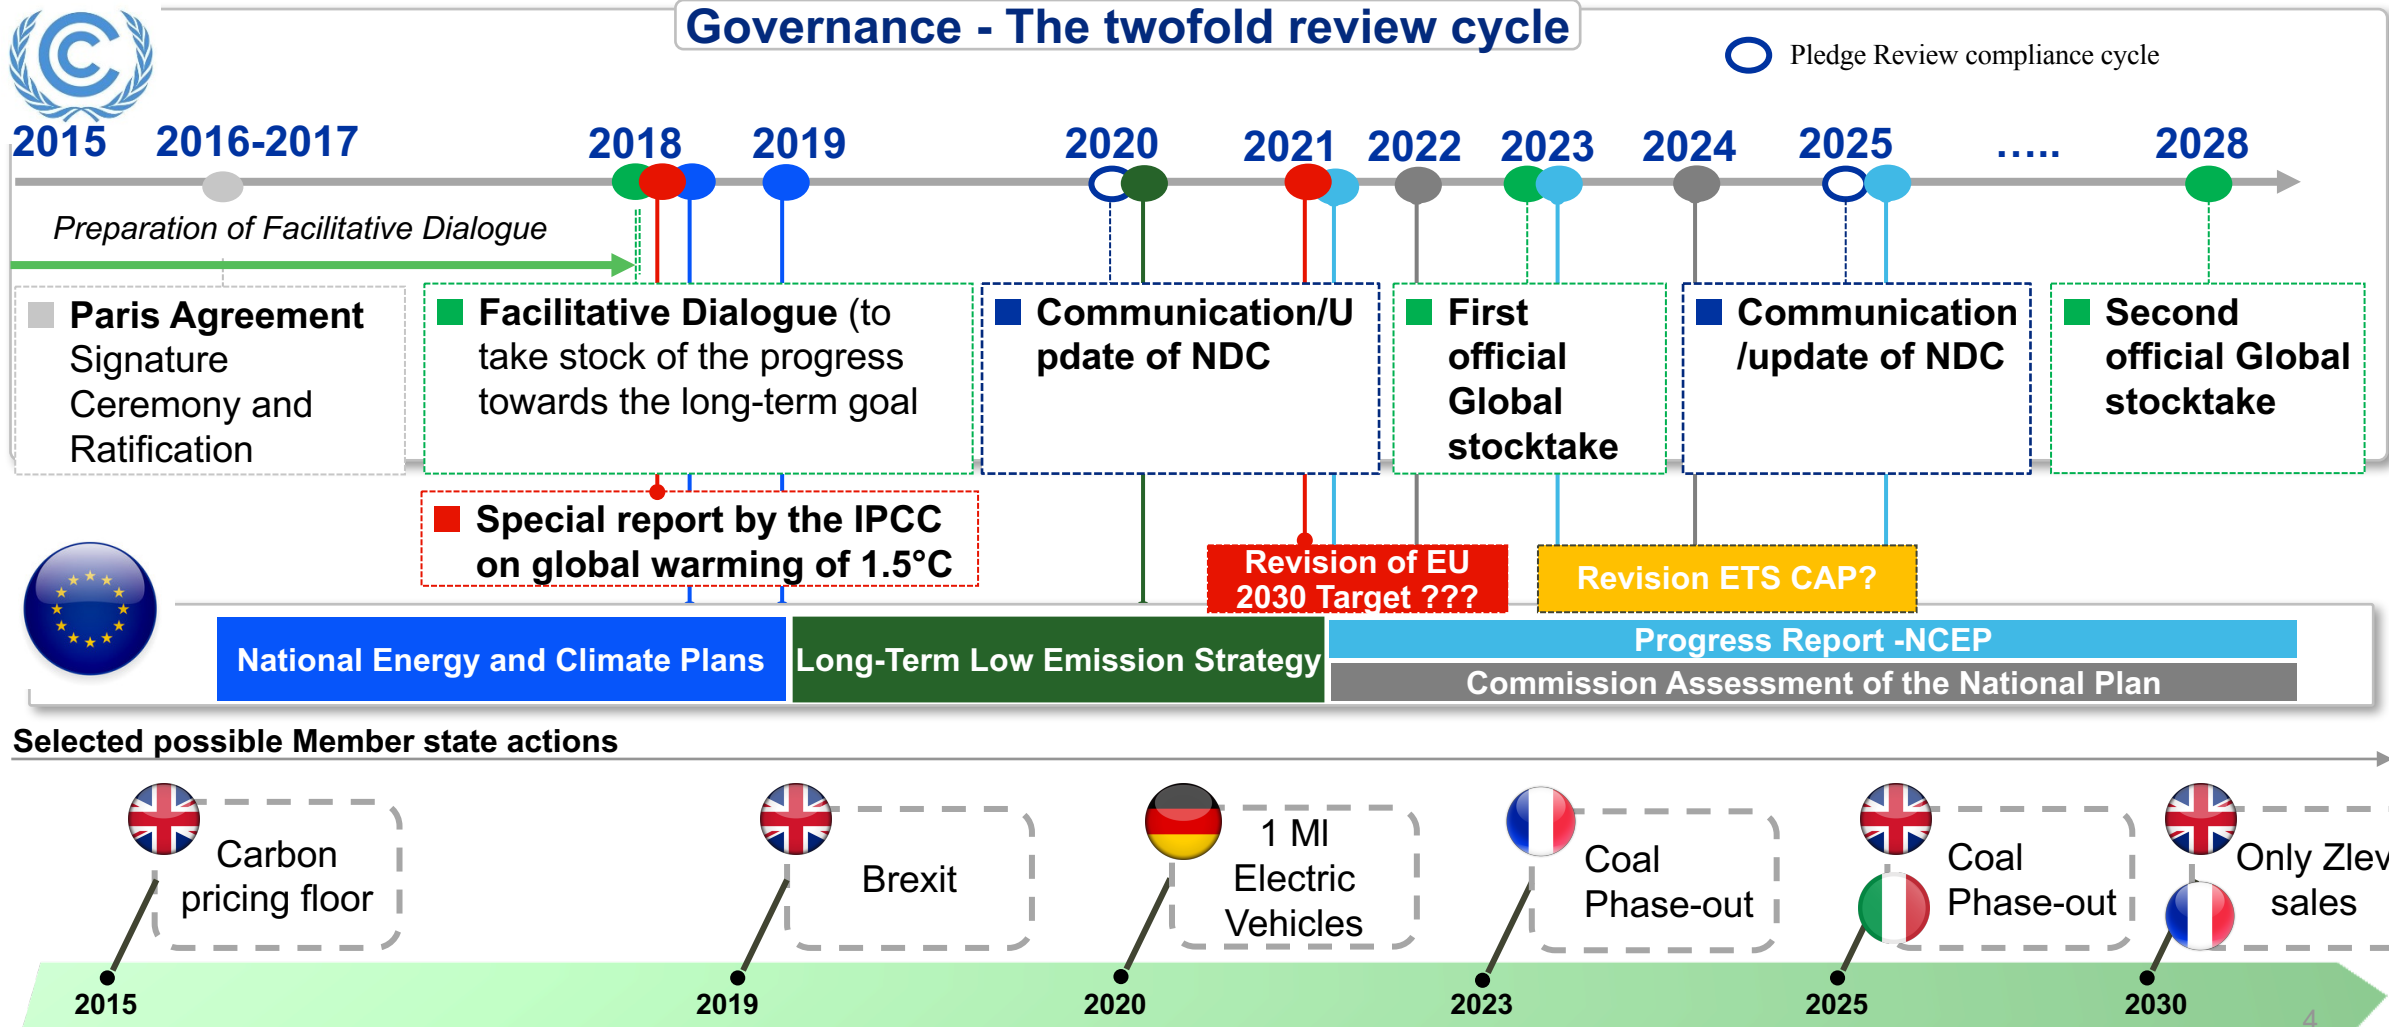 Governance - The twofold review cycle
Pledge Review compliance cycle
2015
2016-2017
2018
2019
2020
2021
2022
2023
2024
2025
.....
2028
Preparation of Facilitative Dialogue
Paris Agreement
Signature
Ceremony and
Ratification
Facilitative Dialogue (to
take stock of the progress
towards the long-term goal
Communication/U
pdate of NDC
First
official
Global
stocktake
Communication
/update of NDC
Second
official Global
stocktake
Special report by the IPCC
on global warming of 1.5°C
Revision of EU
2030 Target ???
Revision ETS CAP?
National Energy and Climate Plans
Long-Term Low Emission Strategy
Progress Report -NCEP
Commission Assessment of the National Plan
Selected possible Member state actions
Carbon
pricing floor
Brexit
1 Ml
Electric
Vehicles
Coal
Phase-out
Coal
Phase-out
Only Zlev
sales
2015
2019
2020
2023
2025
2030
4